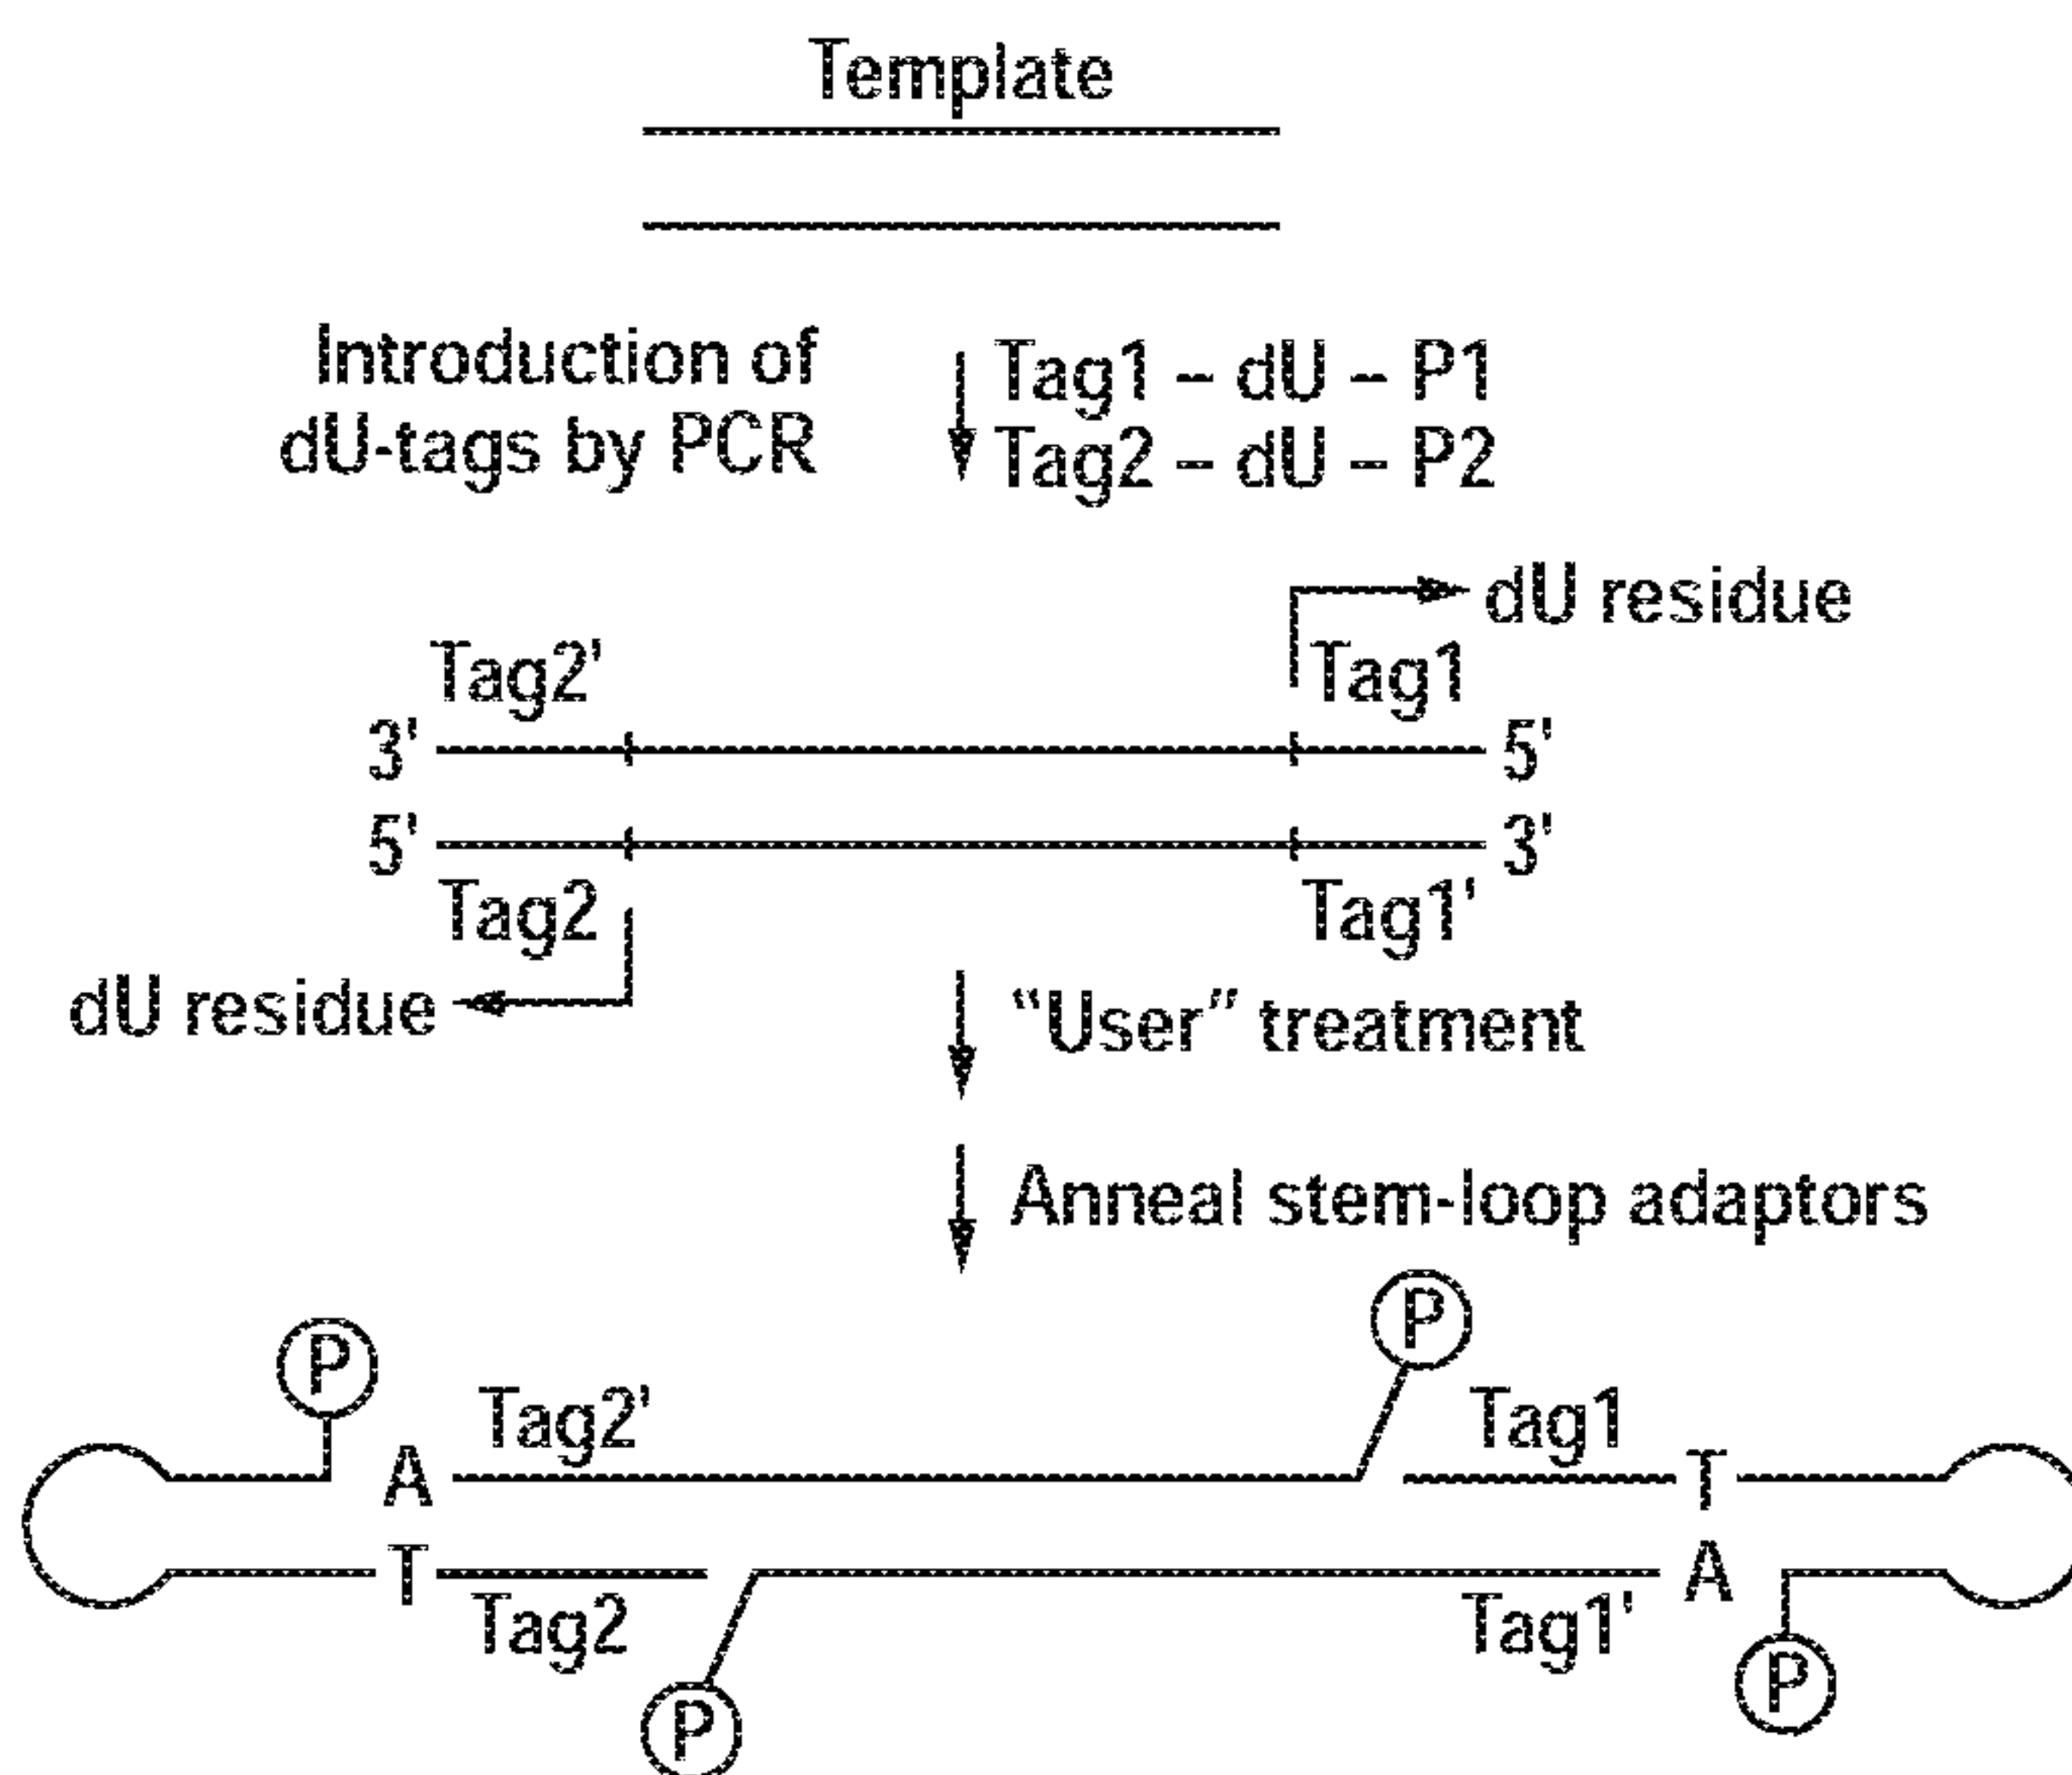 Template
Introduction of
dU-tags by PCR
Tag1 – dU – P1
Tag2 – dU – P2
dU residue
Tag2' Tag1
3' 5'
5' 3'
Tag2 Tag1'
dU residue
“User” treatment
Anneal stem-loop adaptors
P P
Tag2' Tag1
A T
T A
Tag2 Tag1'
P P